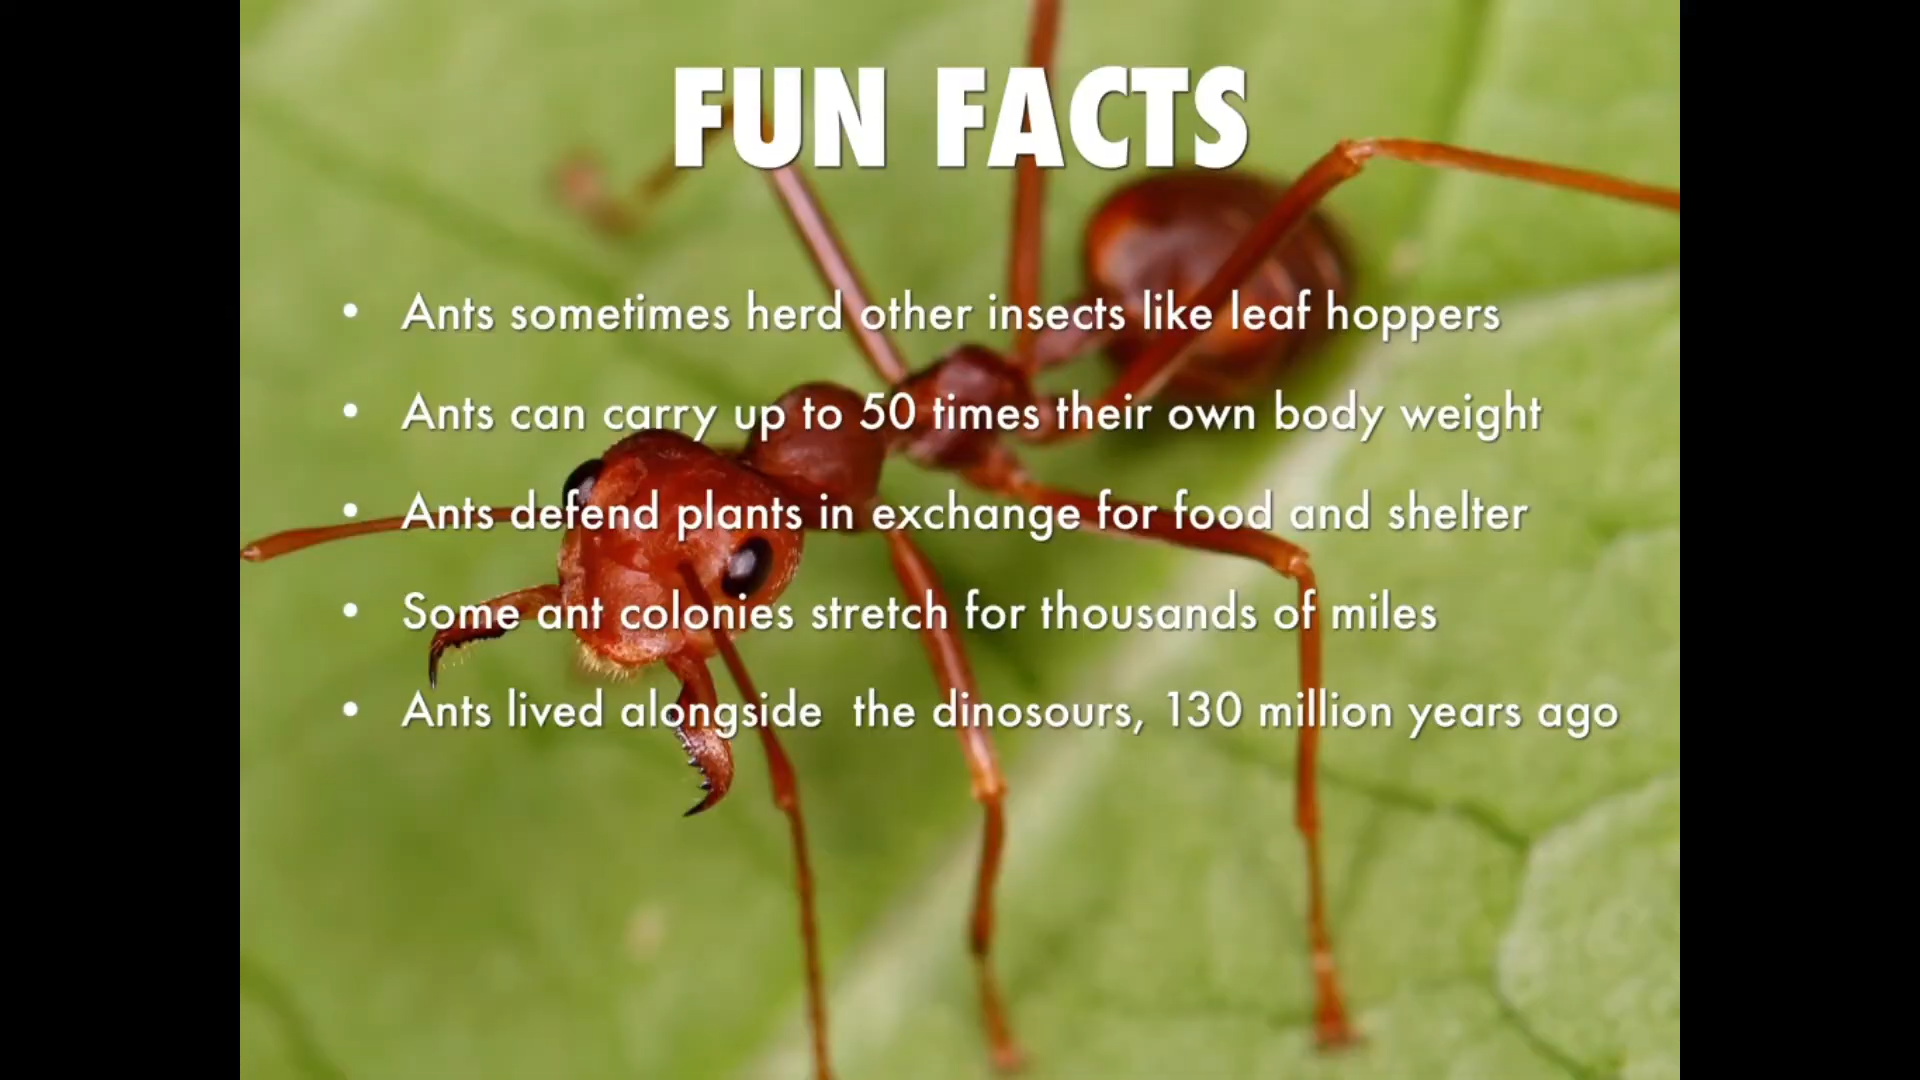 FUN FACTS
• Ants sometimes herd other insects like leaf hoppers
• Ants can carry up to 50 times their own body weight
• Ants defend plants in exchange for food and shelter
• Some ant colonies stretch for thousands of miles
• Ants lived alongside  the dinosours, 130 million years ago